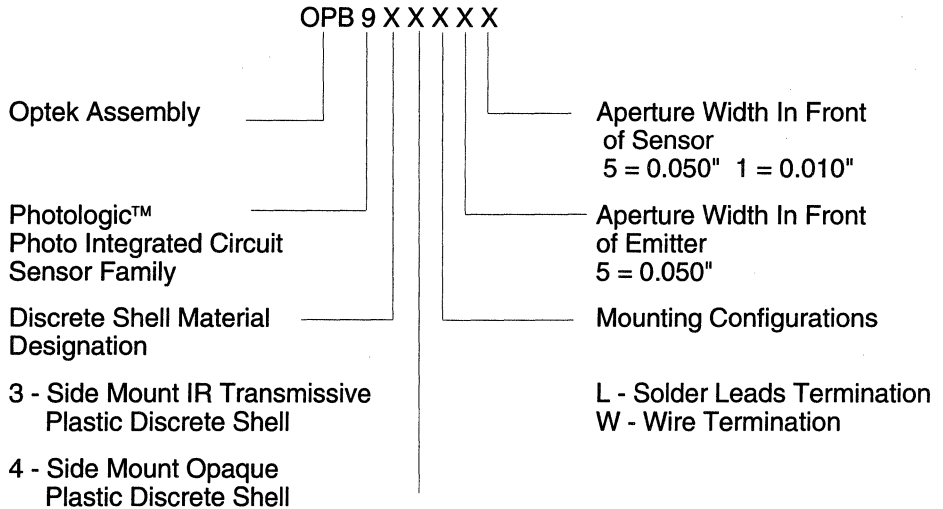 OPB 9 X X X X X
Optek Assembly
Photologic™
Photo Integrated Circuit
Sensor Family
Discrete Shell Material
Designation
3 - Side Mount IR Transmissive
Plastic Discrete Shell
4 - Side Mount Opaque
Plastic Discrete Shell
Aperture Width In Front
of Sensor
5 = 0.050" 1 = 0.010"
Aperture Width In Front
of Emitter
5 = 0.050"
Mounting Configurations
L - Solder Leads Termination
W - Wire Termination